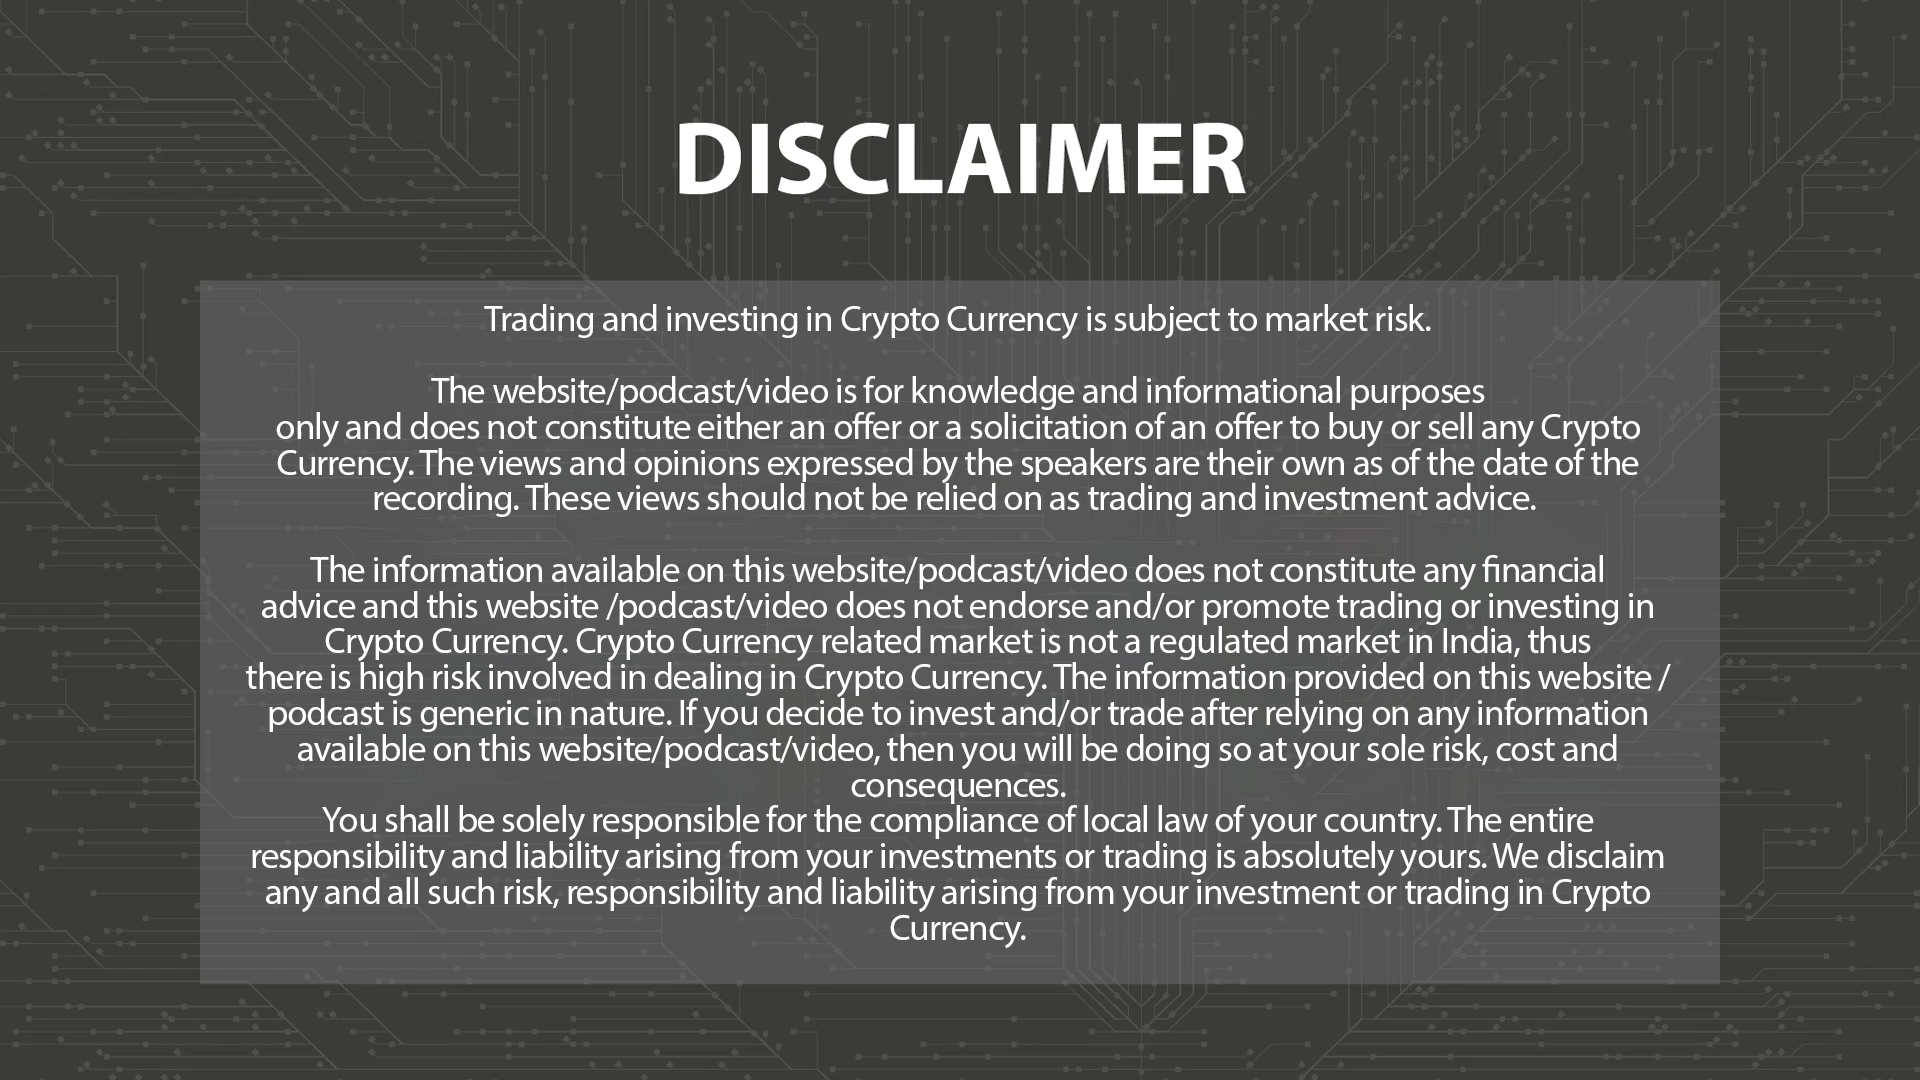 DISCLAIMER
Trading and investing in Crypto Currency is subject to market risk.
The website/podcast/video is for knowledge and informational purposes
only and does not constitute either an offer or a solicitation of an offer to buy or sell any Crypto
Currency. The views and opinions expressed by the speakers are their own as of the date of the
recording. These views should not be relied on as trading and investment advice.
The information available on this website/podcast/video does not constitute any financial
advice and this website /podcast/video does not endorse and/or promote trading or investing in
Crypto Currency. Crypto Currency related market is not a regulated market in India, thus
there is high risk involved in dealing in Crypto Currency. The information provided on this website /
podcast is generic in nature. If you decide to invest and/or trade after relying on any information
available on this website/podcast/video, then you will be doing so at your sole risk, cost and
consequences.
You shall be solely responsible for the compliance of local law of your country. The entire
responsibility and liability arising from your investments or trading is absolutely yours. We disclaim
any and all such risk, responsibility and liability arising from your investment or trading in Crypto
Currency.